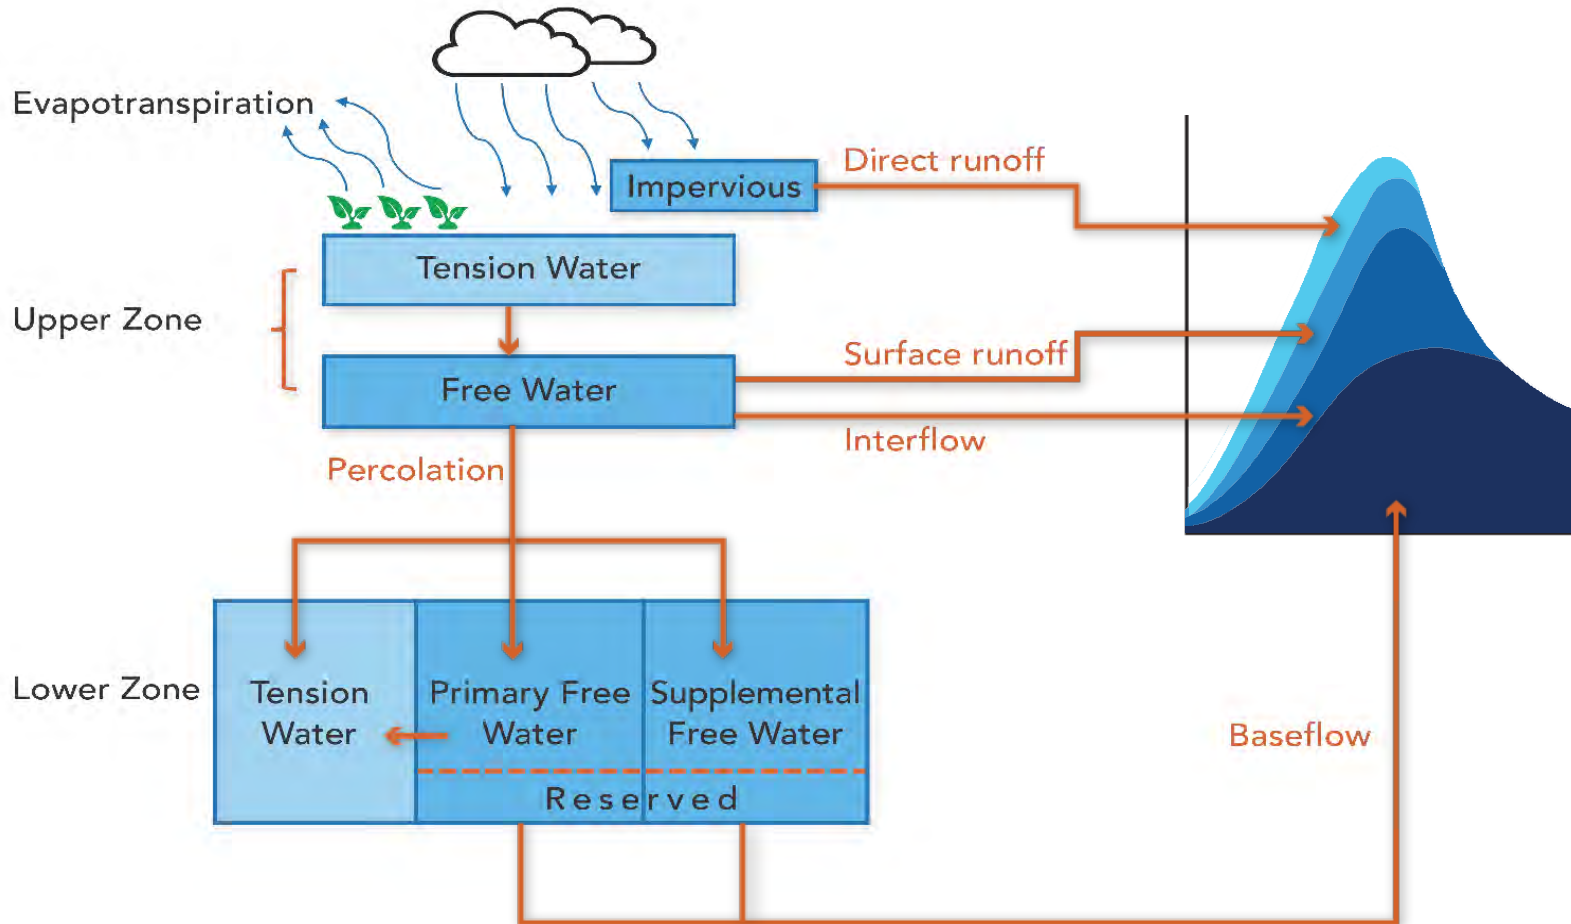 Evapotranspiration
Impervious
Direct runoff
Tension Water
Upper Zone
Surface runoff
Free Water
Interflow
Percolation
Lower Zone
Tension
Water
Primary Free
Water
Supplemental
Free Water
Reserved
Baseflow